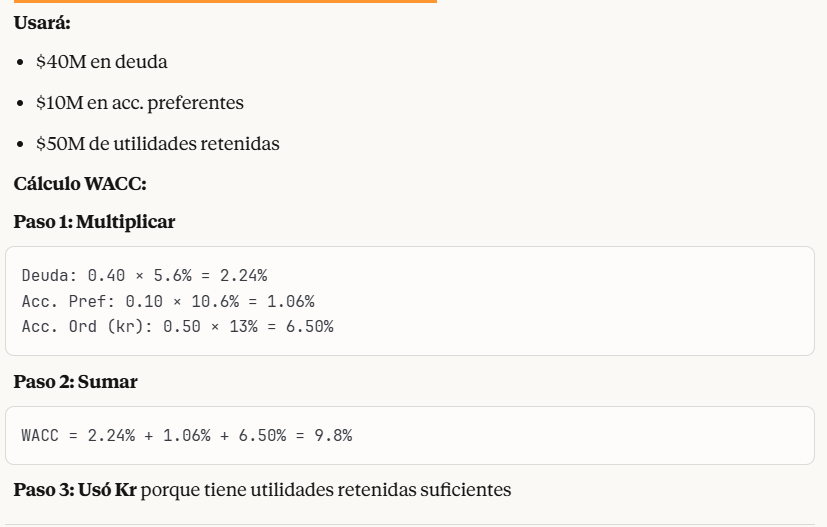 Usará:
• $40M en deuda
• $10M en acc. preferentes
• $50M de utilidades retenidas
Cálculo WACC:
Paso 1: Multiplicar
Deuda: 0.40 × 5.6% = 2.24%
Acc. Pref: 0.10 × 10.6% = 1.06%
Acc. Ord (kr): 0.50 × 13% = 6.50%
Paso 2: Sumar
WACC = 2.24% + 1.06% + 6.50% = 9.8%
Paso 3: Usó Kr porque tiene utilidades retenidas suficientes